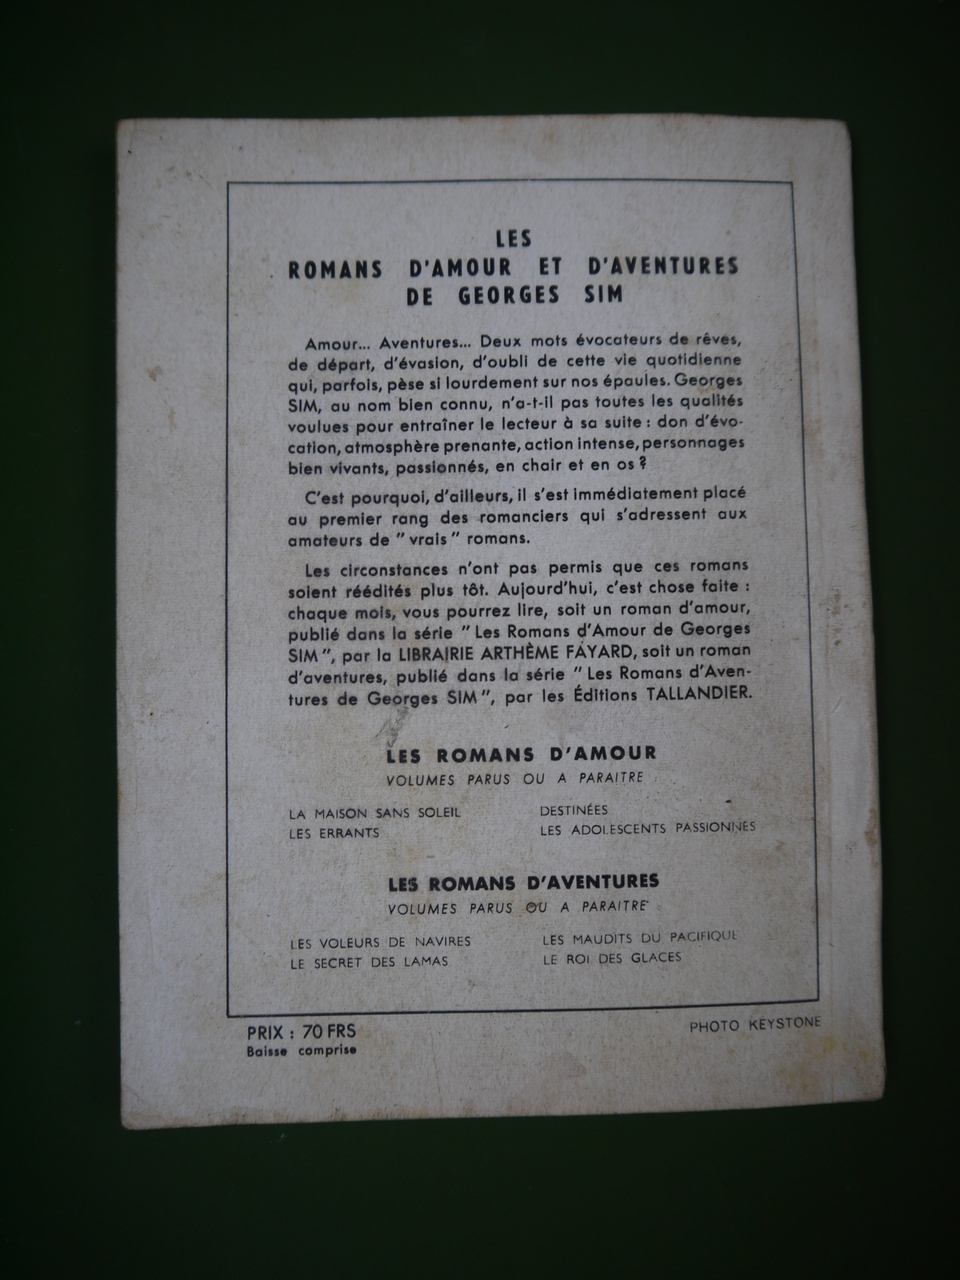 LES
ROMANS D'AMOUR ET D'AVENTURES
DE GEORGES SIM
Amour... Aventures... Deux mots évocateurs de rêves,
de départ, d'évasion, d'oubli de cette vie quotidienne
qui, parfois, pèse si lourdement sur nos épaules. Georges
SIM, au nom bien connu, n'a-t-il pas toutes les qualités
voulues pour entraîner le lecteur à sa suite : don d'évo-
cation, atmosphère prenante, action intense, personnages
bien vivants, passionnés, en chair et en os ?
C'est pourquoi, d'ailleurs, il s'est immédiatement placé
au premier rang des romanciers qui s'adressent aux
amateurs de " vrais " romans.
Les circonstances n'ont pas permis que ces romans
soient réédités plus tôt. Aujourd'hui, c'est chose faite :
chaque mois, vous pourrez lire, soit un roman d'amour,
publié dans la série " Les Romans d'Amour de Georges
SIM ", par la LIBRAIRIE ARTHÈME FAYARD, soit un roman
d'aventures, publié dans la série " Les Romans d'Aven-
tures de Georges SIM ", par les Éditions TALLANDIER.
LES ROMANS D'AMOUR
VOLUMES PARUS OU A PARAITRE :
LA MAISON SANS SOLEIL
LES ERRANTS
DESTINÉES
LES ADOLESCENTS PASSIONNÉS
LES ROMANS D'AVENTURES
VOLUMES PARUS OU A PARAITRE
LES VOLEURS DE NAVIRES
LE SECRET DES LAMAS
LES MAUDITS DU PACIFIQUE
LE ROI DES GLACES
PRIX : 70 FRS
Baisse comprise
PHOTO KEYSTONE